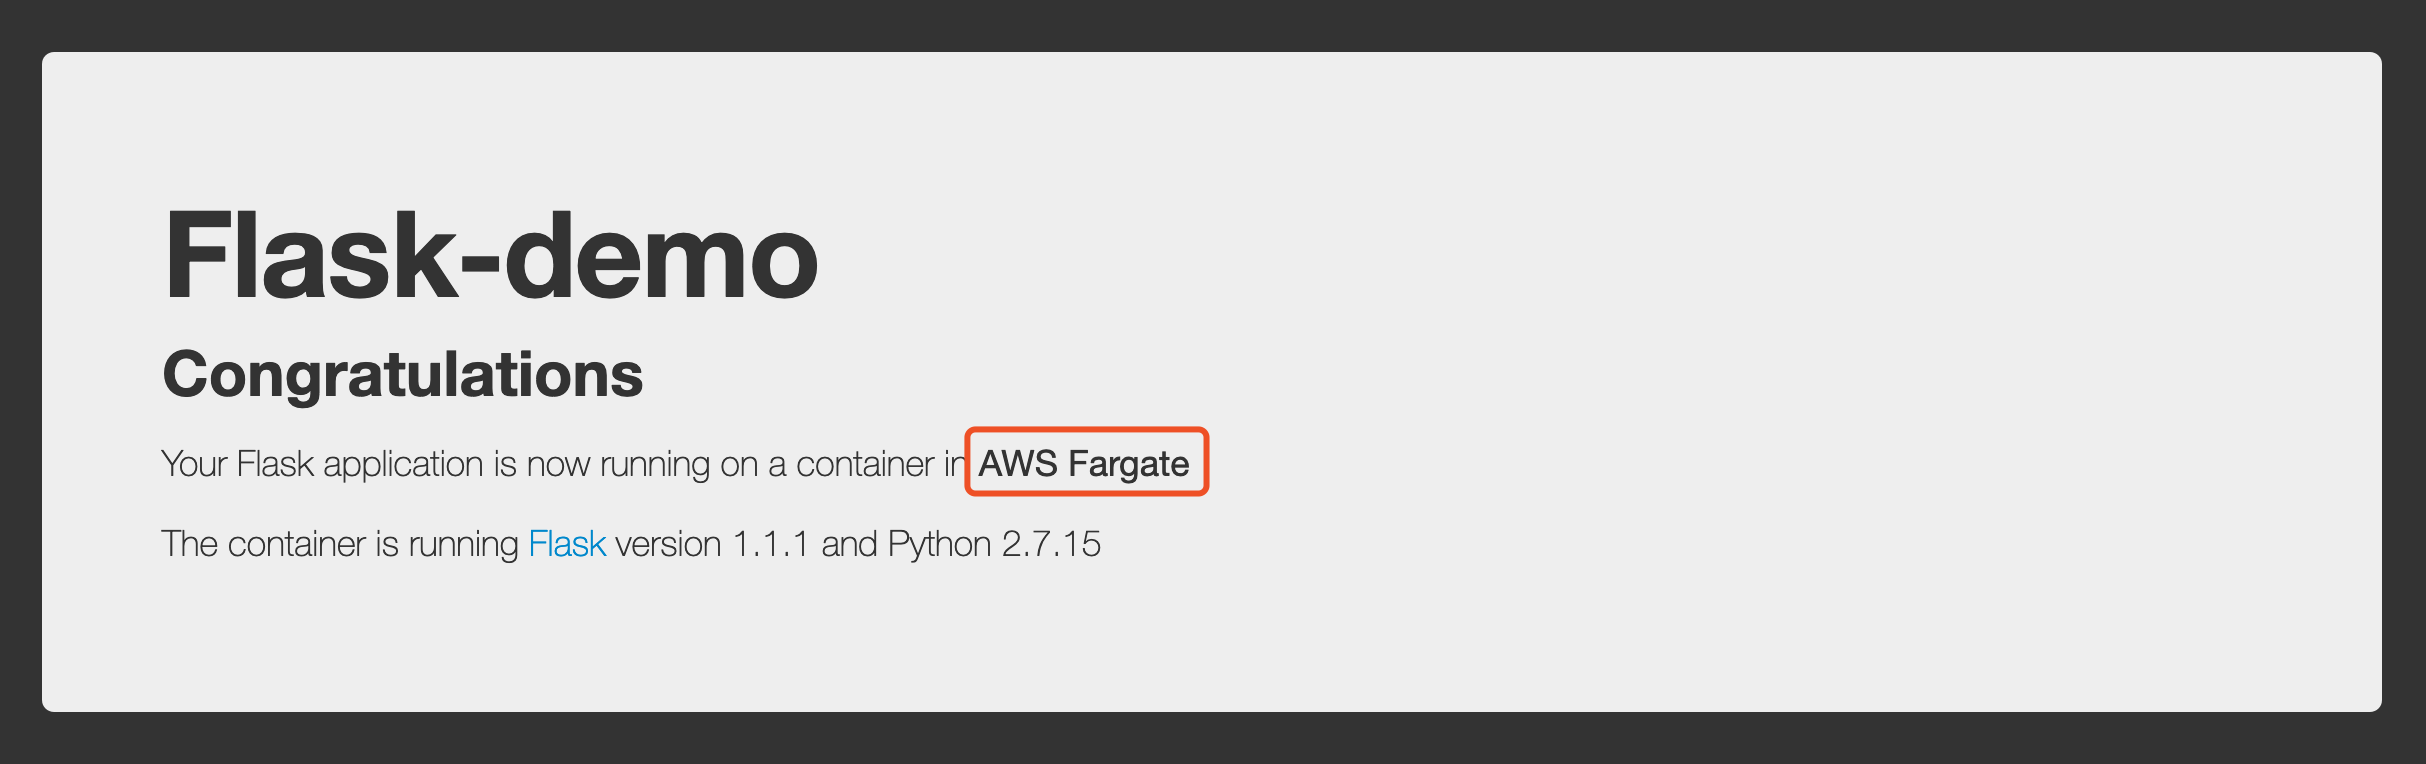 Flask-demo
Congratulations
Your Flask application is now running on a container in AWS Fargate
The container is running Flask version 1.1.1 and Python 2.7.15